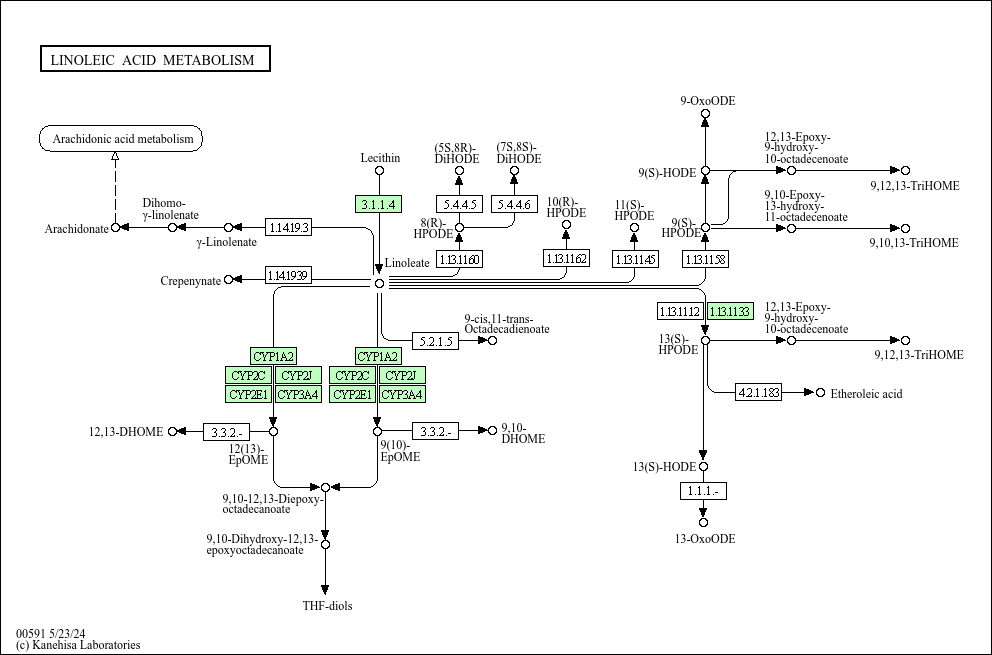 LINOLEIC ACID METABOLISM
9-OxoODE
Arachidonic acid metabolism
Lecithin
(5S,8R)-
DiHODE
(7S,8S)-
DiHODE
12,13-Epoxy-
9-hydroxy-
10-octadecenoate
9(S)-HODE
9,12,13-TriHOME
3.1.1.4
5.4.4.5
5.4.4.6
10(R)-
HPODE
11(S)-
HPODE
9,10-Epoxy-
13-hydroxy-
11-octadecenoate
Dihomo-
γ-linolenate
Arachidonate
γ-Linolenate
1.14.19.3
8(R)-
HPODE
9(S)-
HPODE
9,10,13-TriHOME
Linoleate
1.13.11.60
1.13.11.62
1.13.11.45
1.13.11.58
Crepenynate
1.14.19.39
1.13.11.12
1.13.11.33
12,13-Epoxy-
9-hydroxy-
10-octadecenoate
9-cis,11-trans-
Octadecadienoate
5.2.1.5
13(S)-
HPODE
9,12,13-TriHOME
CYP1A2
CYP2C
CYP2J
CYP2E1
CYP3A4
CYP1A2
CYP2C
CYP2J
CYP2E1
CYP3A4
4.2.1.183
Etheroleic acid
12,13-DHOME
3.3.2.-
12(13)-
EpOME
3.3.2.-
9(10)-
EpOME
9,10-
DHOME
13(S)-HODE
1.1.1.-
9,10-12,13-Diepoxy-
octadecanoate
13-OxoODE
9,10-Dihydroxy-12,13-
epoxyoctadecanoate
THF-diols
00591 5/23/24
(c) Kanehisa Laboratories